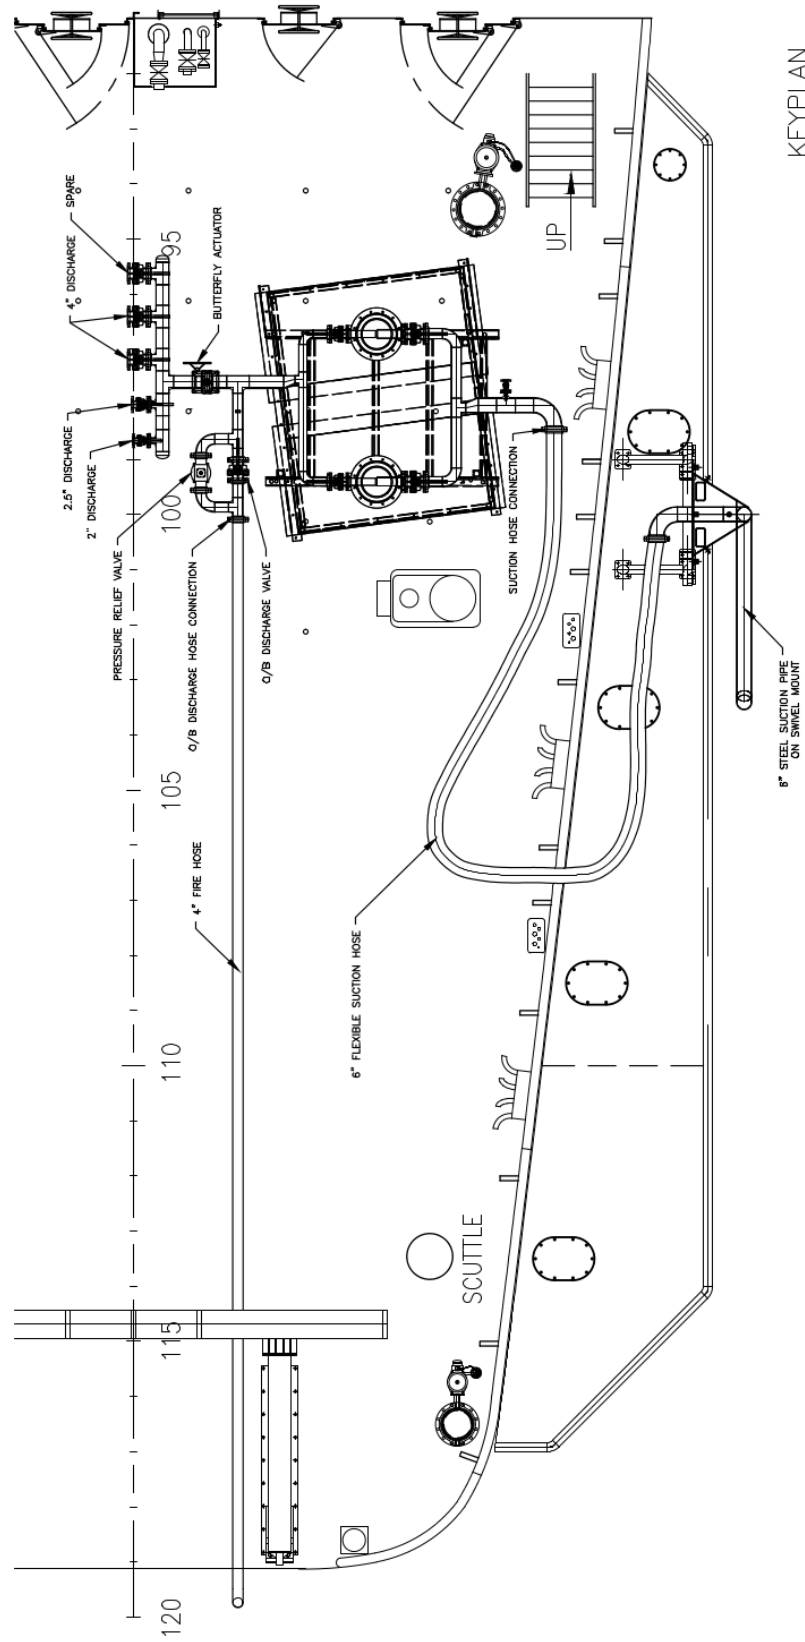 KEYPLAN
SPARE
4" DISCHARGE
95
BUTTERFLY ACTUATOR
UP
2.5" DISCHARGE
2" DISCHARGE
PRESSURE RELIEF VALVE
100
O/B DISCHARGE HOSE CONNECTION
O/B DISCHARGE VALVE
SUCTION HOSE CONNECTION
6" STEEL SUCTION PIPE
ON SWIVEL MOUNT
105
4" FIRE HOSE
6" FLEXIBLE SUCTION HOSE
110
SCUTTLE
115
120